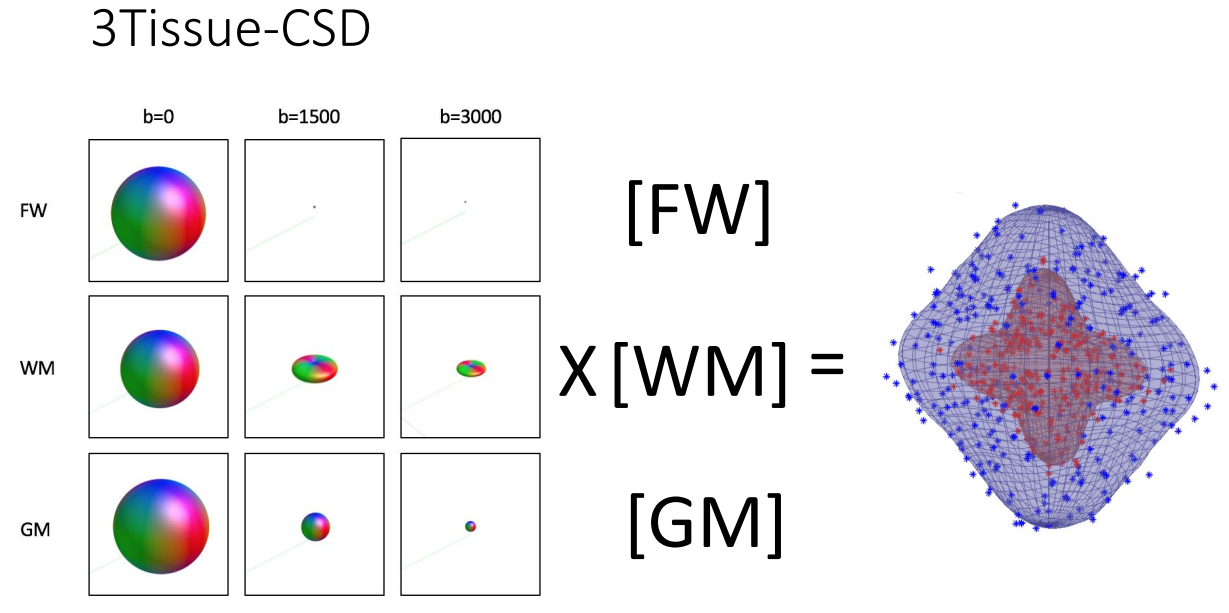 3Tissue-CSD
b=0 b=1500 b=3000
FW
WM
GM
[FW]
X [WM] =
[GM]